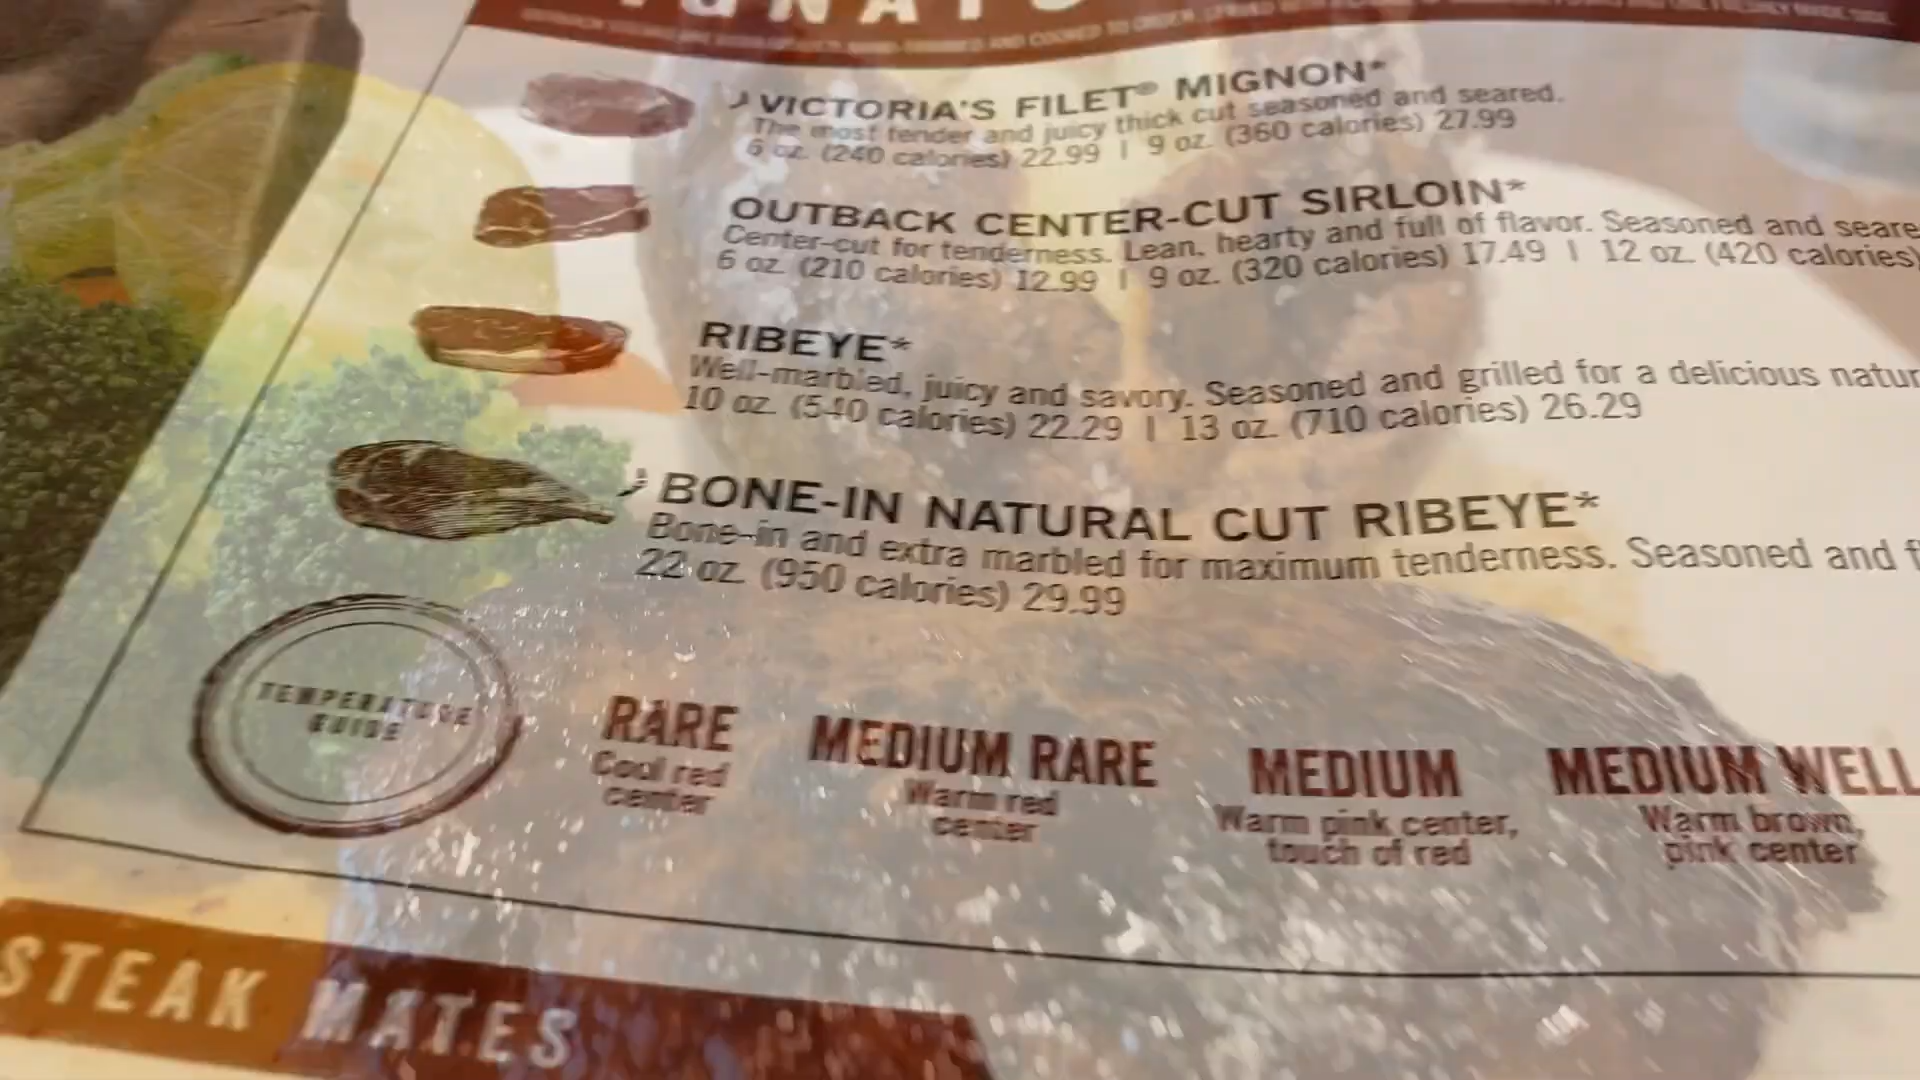 VICTORIA'S FILET® MIGNON*
The most tender and juicy thick cut seasoned and seared.
6 oz. (240 calories) 22.99 | 9 oz. (360 calories) 27.99
OUTBACK CENTER-CUT SIRLOIN*
Center-cut for tenderness. Lean, hearty and full of flavor. Seasoned and seare
6 oz. (210 calories) 12.99 | 9 oz. (320 calories) 17.49 | 12 oz. (420 calories)
RIBEYE*
Well-marbled, juicy and savory. Seasoned and grilled for a delicious natur
10 oz. (540 calories) 22.29 | 13 oz. (710 calories) 26.29
BONE-IN NATURAL CUT RIBEYE*
Bone-in and extra marbled for maximum tenderness. Seasoned and f
22 oz. (950 calories) 29.99
TEMPERATURE
GUIDE
RARE
Cool red
center
MEDIUM RARE
Warm red
center
MEDIUM
Warm pink center,
touch of red
MEDIUM WELL
Warm brown,
pink center
STEAK MATES